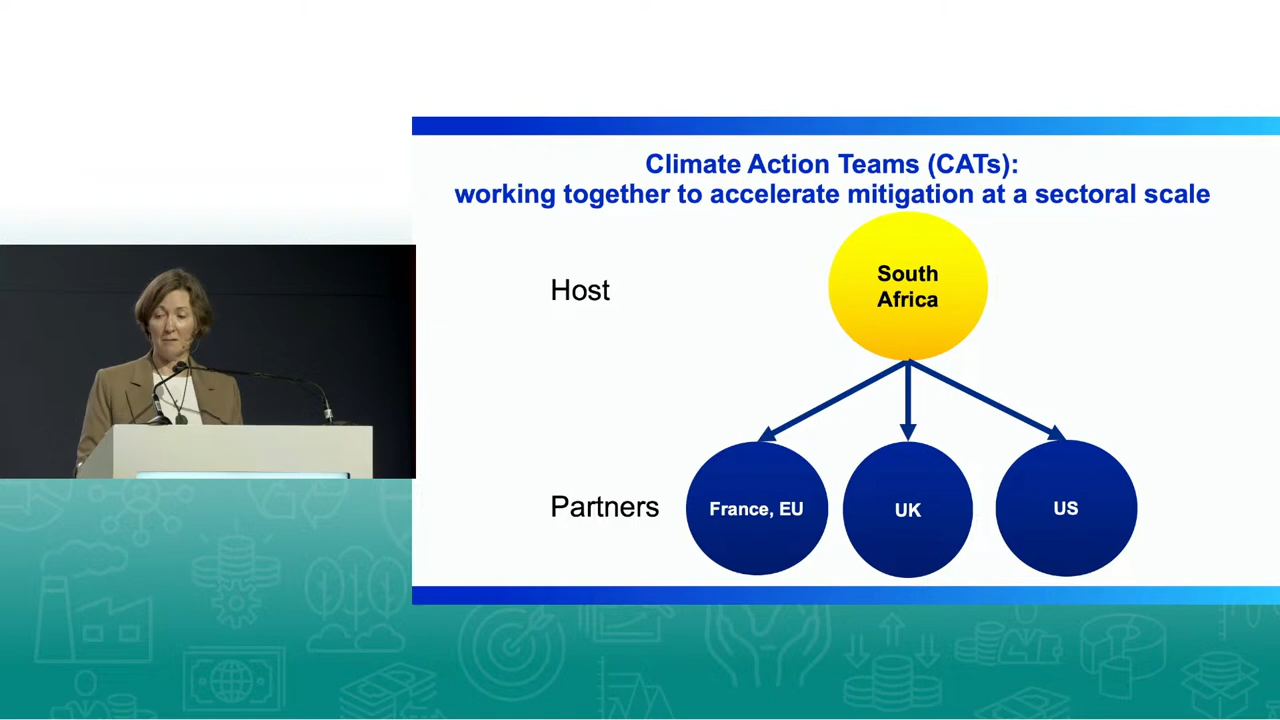 Climate Action Teams (CATs):
working together to accelerate mitigation at a sectoral scale
Host
South
Africa
Partners
France, EU
UK
US